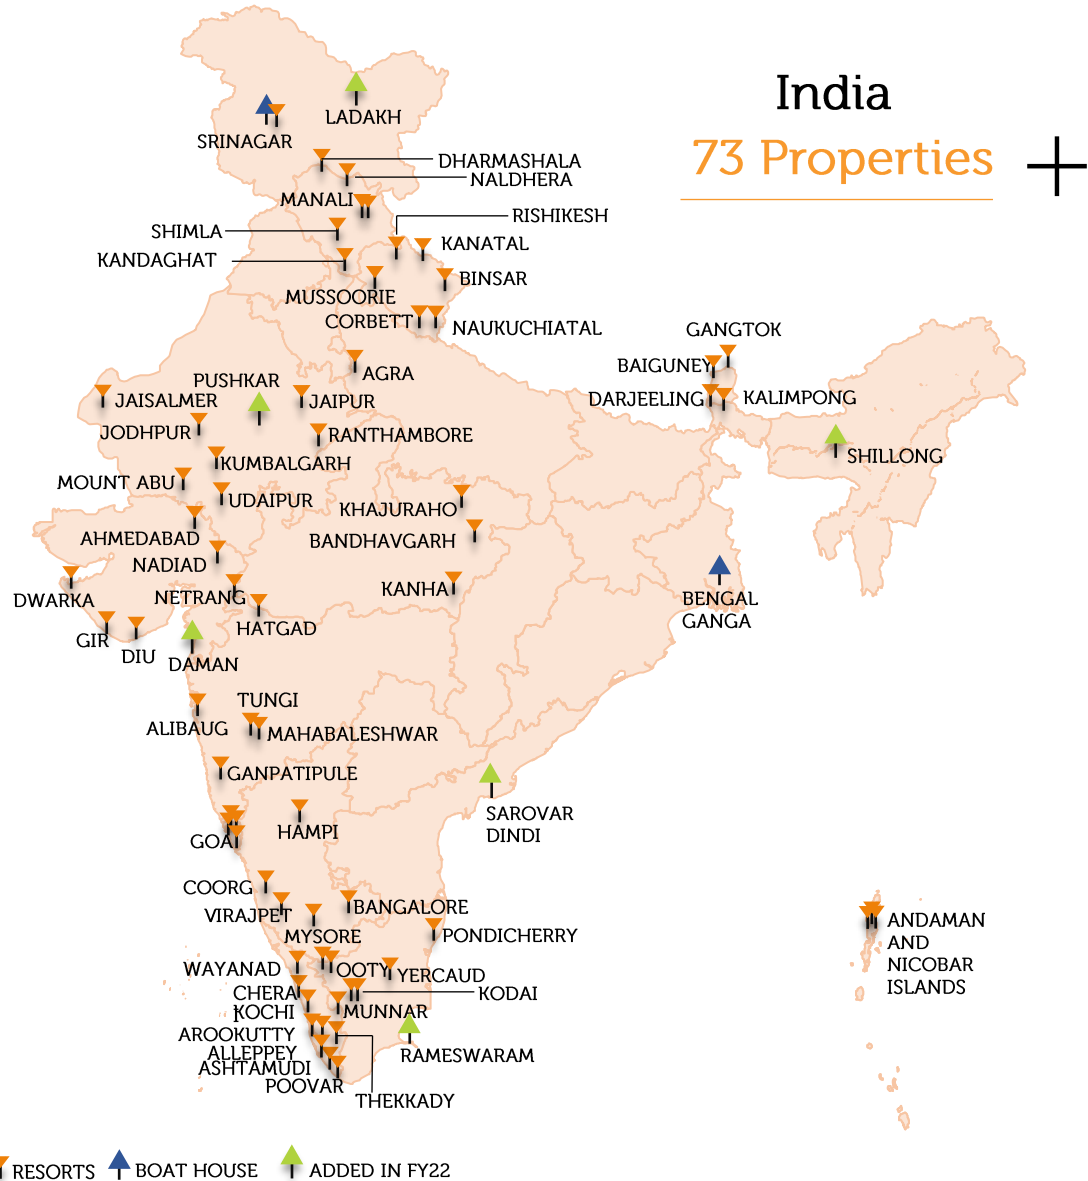 India
73 Properties
+
LADAKH
SRINAGAR
DHARMASHALA
NALDHERA
MANALI
RISHIKESH
SHIMLA
KANATAL
KANDAGHAT
BINSAR
MUSSOORIE
CORBETT
NAUKUCHIATAL
GANGTOK
BAIGUNEY
AGRA
PUSHKAR
DARJEELING
KALIMPONG
JAISALMER
JAIPUR
JODHPUR
RANTHAMBORE
SHILLONG
KUMBALGARH
MOUNT ABU
UDAIPUR
KHAJURAHO
AHMEDABAD
BANDHAVGARH
NADIAD
KANHA
NETRANG
DWARKA
BENGAL
GANGA
HATGAD
GIR
DIU
DAMAN
TUNGI
ALIBAUG
MAHABALESHWAR
GANPATIPULE
SAROVAR
DINDI
HAMPI
GOA
COORG
BANGALORE
VIRAJPET
MYSORE
PONDICHERRY
ANDAMAN
AND
NICOBAR
ISLANDS
WAYANAD
OOTY
YERCAUD
CHERAI
KODAI
KOCHI
MUNNAR
AROOKUTTY
ALLEPPEY
RAMESWARAM
ASHTAMUDI
POOVAR
THEKKADY
RESORTS
BOAT HOUSE
ADDED IN FY22